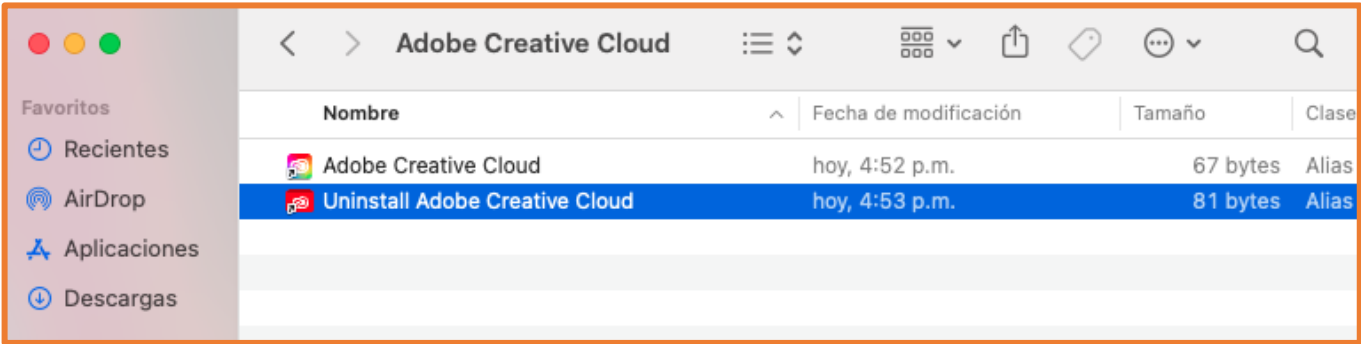 Adobe Creative Cloud
Favoritos
Recientes
AirDrop
Aplicaciones
Descargas
Nombre Fecha de modificación Tamaño Clase
Adobe Creative Cloud hoy, 4:52 p.m. 67 bytes Alias
Uninstall Adobe Creative Cloud hoy, 4:53 p.m. 81 bytes Alias